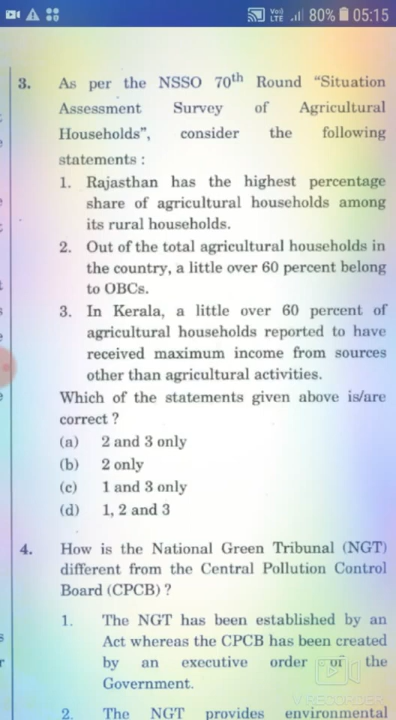 VoD LTE 80% 05:15
3. As per the NSSO 70th Round “Situation
Assessment Survey of Agricultural
Households”, consider the following
statements :
1. Rajasthan has the highest percentage
share of agricultural households among
its rural households.
2. Out of the total agricultural households in
the country, a little over 60 percent belong
to OBCs.
3. In Kerala, a little over 60 percent of
agricultural households reported to have
received maximum income from sources
other than agricultural activities.
Which of the statements given above is/are
correct ?
(a) 2 and 3 only
(b) 2 only
(c) 1 and 3 only
(d) 1, 2 and 3
4. How is the National Green Tribunal (NGT)
different from the Central Pollution Control
Board (CPCB) ?
1. The NGT has been established by an
Act whereas the CPCB has been created
by an executive order of the
Government.
2. The NGT provides environmental
V RECORDER